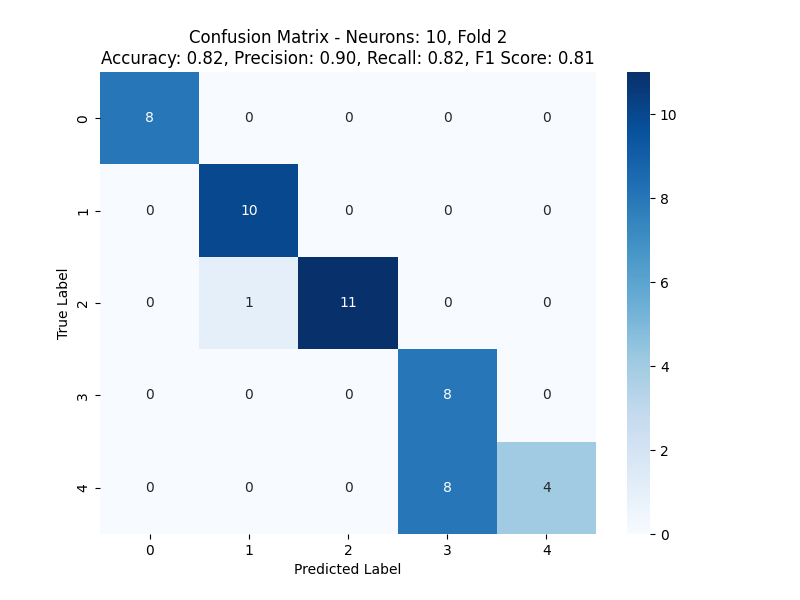 Confusion Matrix - Neurons: 10, Fold 2
Accuracy: 0.82, Precision: 0.90, Recall: 0.82, F1 Score: 0.81
True Label
0 8 0 0 0 0
1 0 10 0 0 0
2 0 1 11 0 0
3 0 0 0 8 0
4 0 0 0 8 4
0 1 2 3 4
Predicted Label
10
8
6
4
2
0